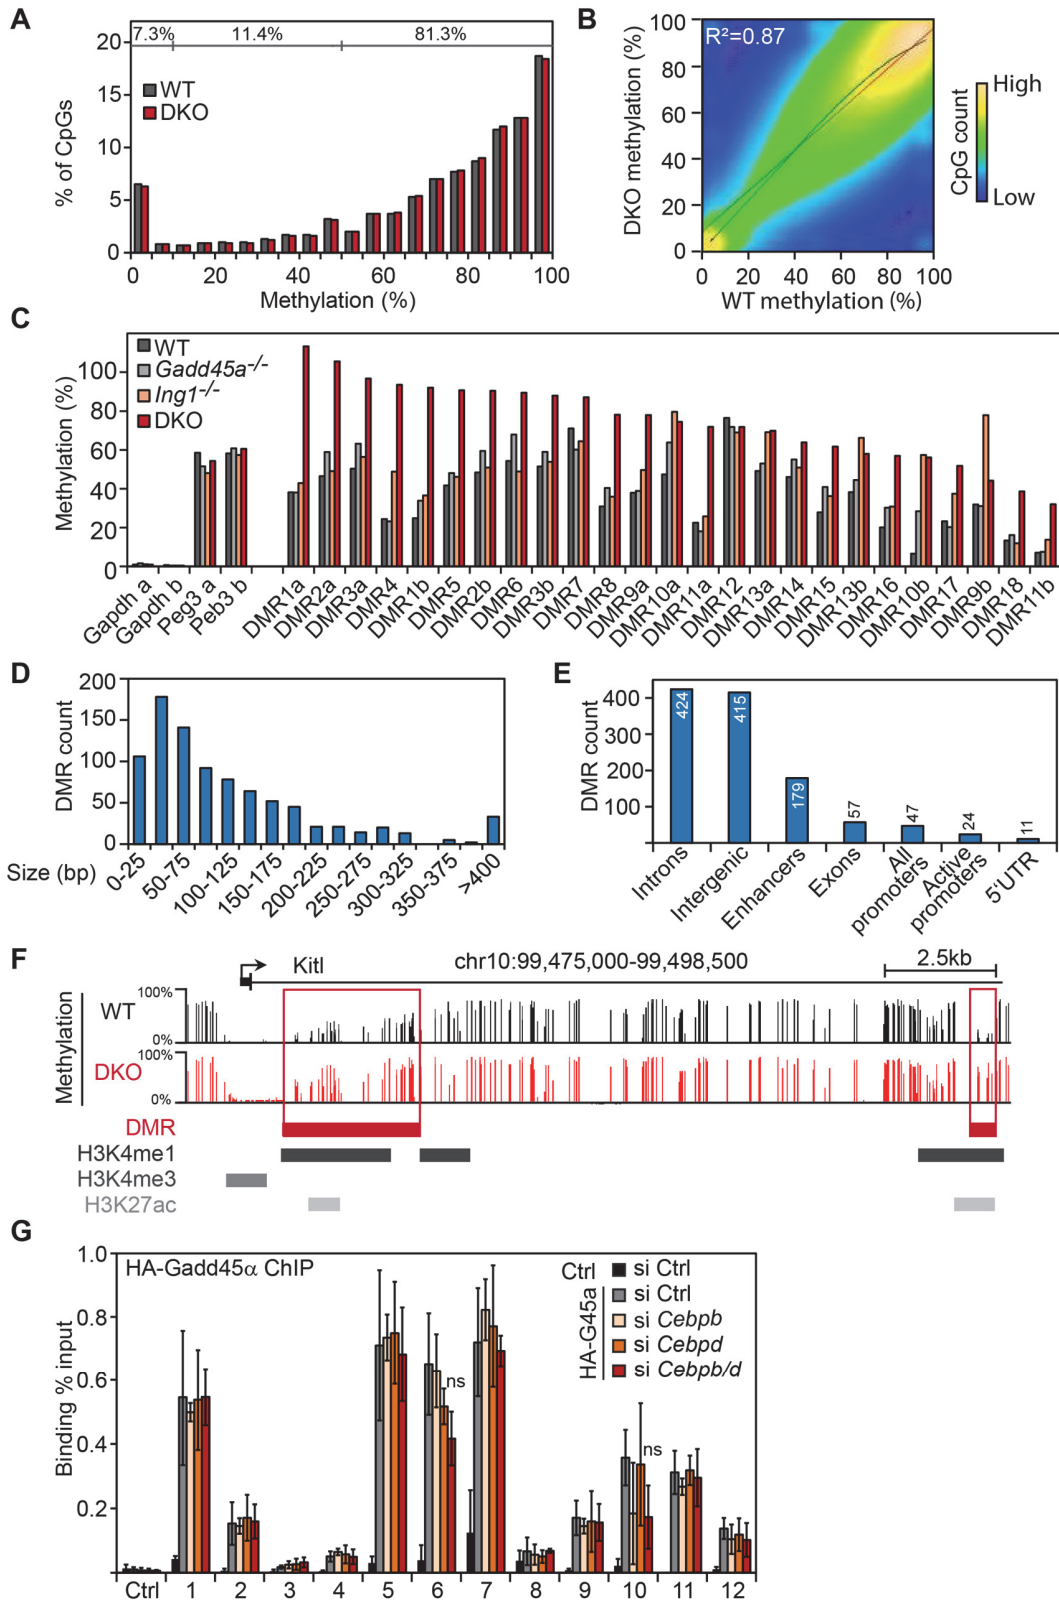 A
7.3%
11.4%
81.3%
20
15
10
5
0
% of CpGs
WT
DKO
0
20
40
60
80
100
Methylation (%)
B
R²=0.87
100
80
60
40
20
0
DKO methylation (%)
0
20
40
60
80
100
WT methylation (%)
High
Low
CpG count
C
WT
Gadd45a-/-
Ing1-/-
DKO
100
80
60
40
20
0
Methylation (%)
Gapdh a
Gapdh b
Peg3 a
Peb3 b
DMR1a
DMR2a
DMR3a
DMR4
DMR1b
DMR5
DMR2b
DMR6
DMR3b
DMR7
DMR8
DMR9a
DMR10a
DMR11a
DMR12
DMR13a
DMR14
DMR15
DMR13b
DMR16
DMR10b
DMR17
DMR9b
DMR18
DMR11b
D
200
150
100
50
0
DMR count
Size (bp)
0-25
50-75
100-125
150-175
200-225
250-275
300-325
350-375
>400
E
400
300
200
100
DMR count
424
415
179
57
47
24
11
Introns
Intergenic
Enhancers
Exons
All
promoters
Active
promoters
5'UTR
F
Kitl
chr10:99,475,000-99,498,500
2.5kb
Methylation
WT
100%
0%
DKO
100%
0%
DMR
H3K4me1
H3K4me3
H3K27ac
G
HA-Gadd45α ChIP
Ctrl
si Ctrl
HA-G45a
si Ctrl
si Cebpb
si Cebpd
si Cebpb/d
1.0
0.8
0.6
0.4
0.2
Binding % input
ns
ns
Ctrl
1
2
3
4
5
6
7
8
9
10
11
12